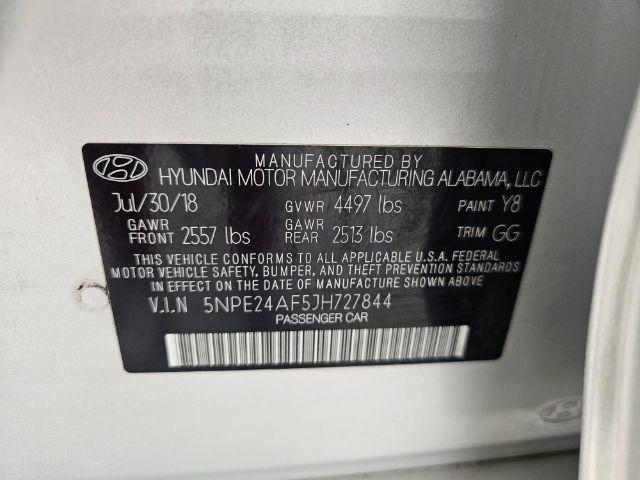 MANUFACTURED BY
HYUNDAI MOTOR MANUFACTURING ALABAMA, LLC
Jul/30/18 GVWR 4497 lbs PAINT Y8
GAWR FRONT 2557 lbs GAWR REAR 2513 lbs TRIM GG
THIS VEHICLE CONFORMS TO ALL APPLICABLE U.S.A. FEDERAL
MOTOR VEHICLE SAFETY, BUMPER, AND THEFT PREVENTION STANDARDS
IN EFFECT ON THE DATE OF MANUFACTURE SHOWN ABOVE
V.I.N 5NPE24AF5JH727844
PASSENGER CAR